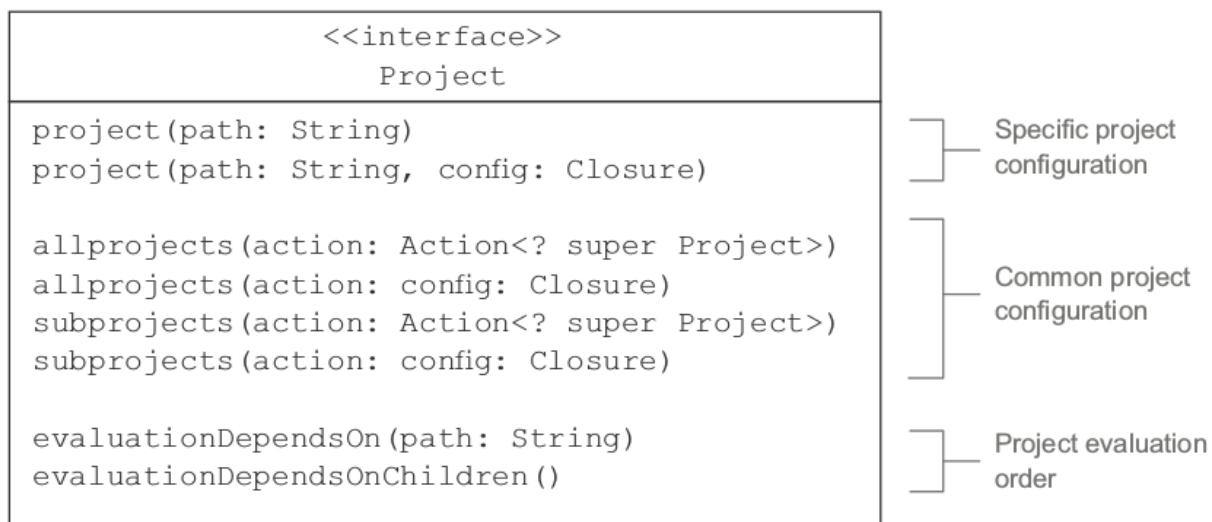 <<interface>>
Project
project(path: String)
project(path: String, config: Closure)
Specific project
configuration
allprojects(action: Action<? super Project>)
allprojects(action: config: Closure)
subprojects(action: Action<? super Project>)
subprojects(action: config: Closure)
Common project
configuration
evaluationDependsOn(path: String)
evaluationDependsOnChildren()
Project evaluation
order